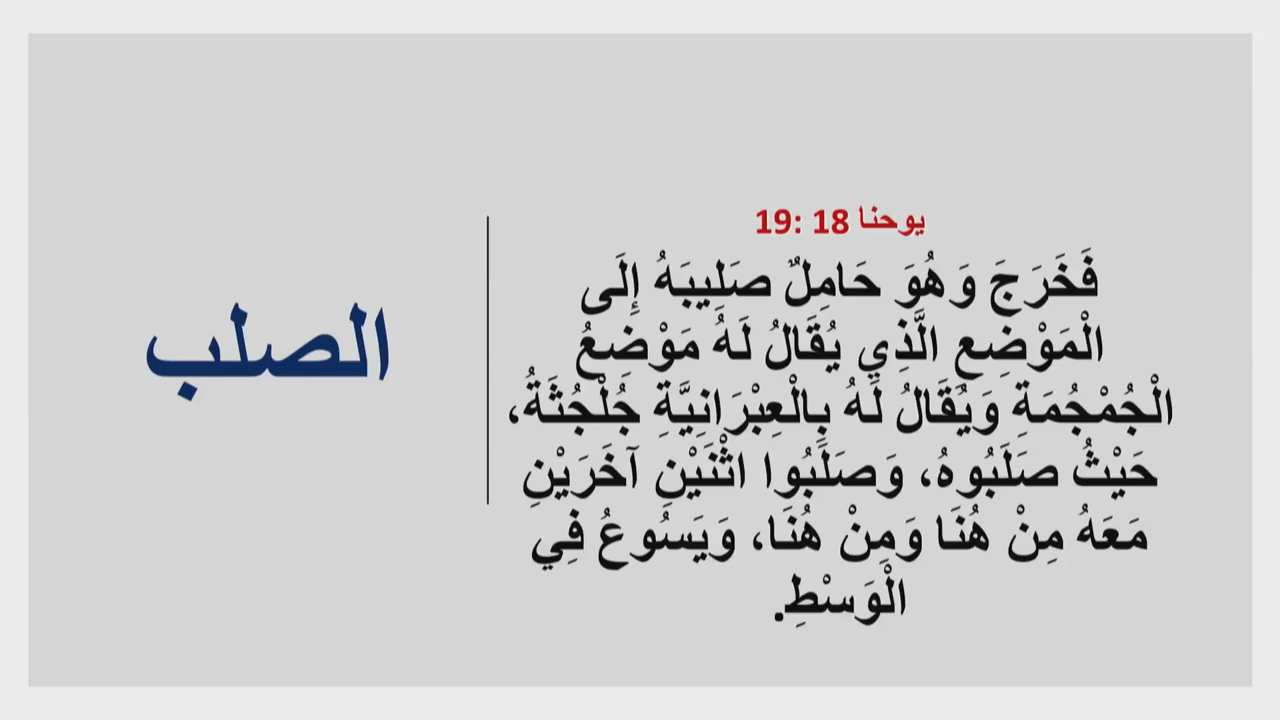 يوحنا 18 :19
فَخَرَجَ وَهُوَ حَامِلٌ صَلِيبَهُ إِلَى
الْمَوْضِعِ الَّذِي يُقَالُ لَهُ مَوْضِعُ
الْجُمْجُمَةِ وَيُقَالُ لَهُ بِالْعِبْرَانِيَّةِ جُلْجُثَةُ،
حَيْثُ صَلَبُوهُ، وَصَلَبُوا اثْنَيْنِ آخَرَيْنِ
مَعَهُ مِنْ هُنَا وَمِنْ هُنَا، وَيَسُوعُ فِي
الْوَسْطِ.
الصلب